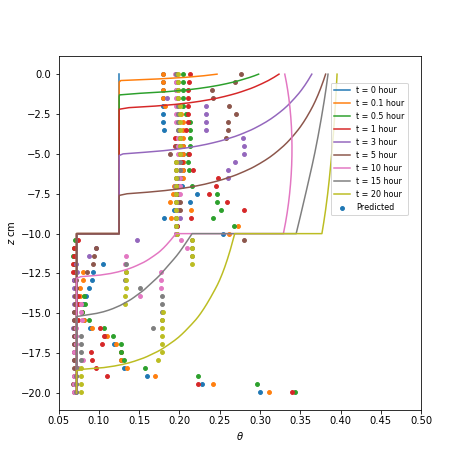 0.0
−2.5
−5.0
−7.5
−10.0
−12.5
−15.0
−17.5
−20.0
z cm
t = 0 hour
t = 0.1 hour
t = 0.5 hour
t = 1 hour
t = 3 hour
t = 5 hour
t = 10 hour
t = 15 hour
t = 20 hour
Predicted
0.05 0.10 0.15 0.20 0.25 0.30 0.35 0.40 0.45 0.50
θ